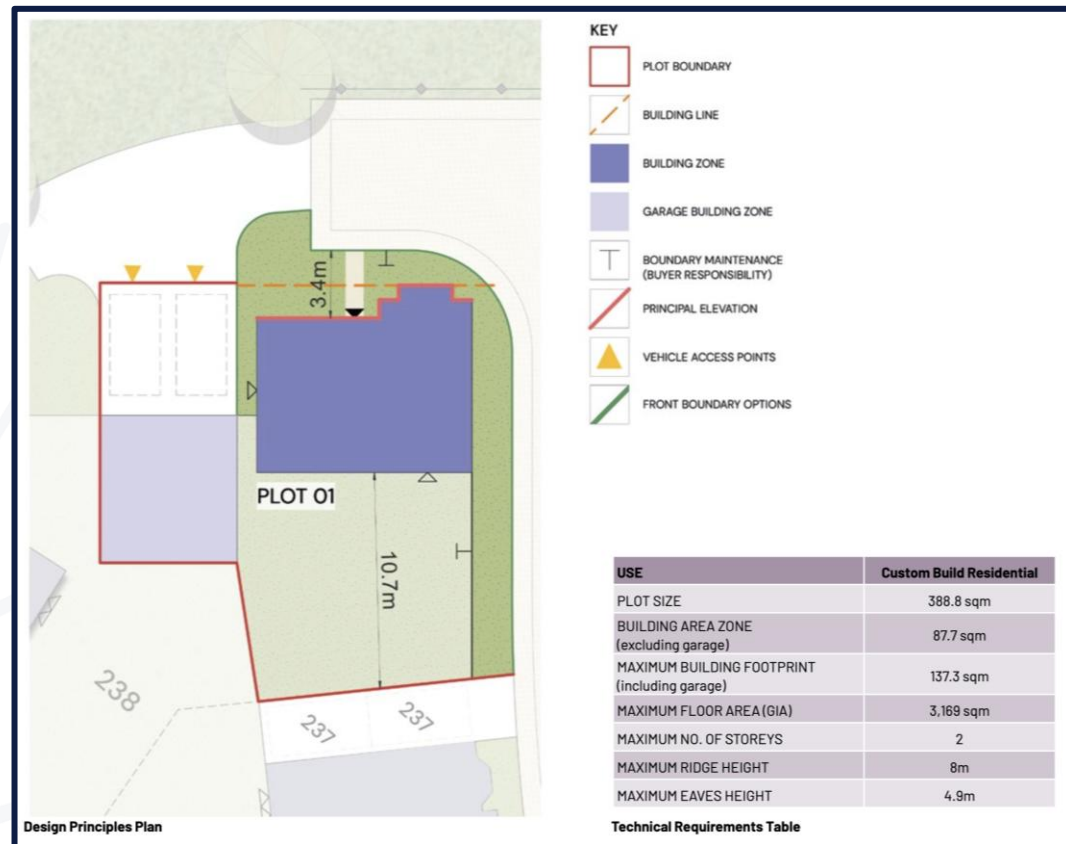 KEY
PLOT BOUNDARY
BUILDING LINE
BUILDING ZONE
GARAGE BUILDING ZONE
BOUNDARY MAINTENANCE
(BUYER RESPONSIBILITY)
PRINCIPAL ELEVATION
VEHICLE ACCESS POINTS
FRONT BOUNDARY OPTIONS
3.4m
PLOT 01
10.7m
238
237
237
Design Principles Plan
USE Custom Build Residential
PLOT SIZE 388.8 sqm
BUILDING AREA ZONE
(excluding garage) 87.7 sqm
MAXIMUM BUILDING FOOTPRINT
(including garage) 137.3 sqm
MAXIMUM FLOOR AREA (GIA) 3,169 sqm
MAXIMUM NO. OF STOREYS 2
MAXIMUM RIDGE HEIGHT 8m
MAXIMUM EAVES HEIGHT 4.9m
Technical Requirements Table